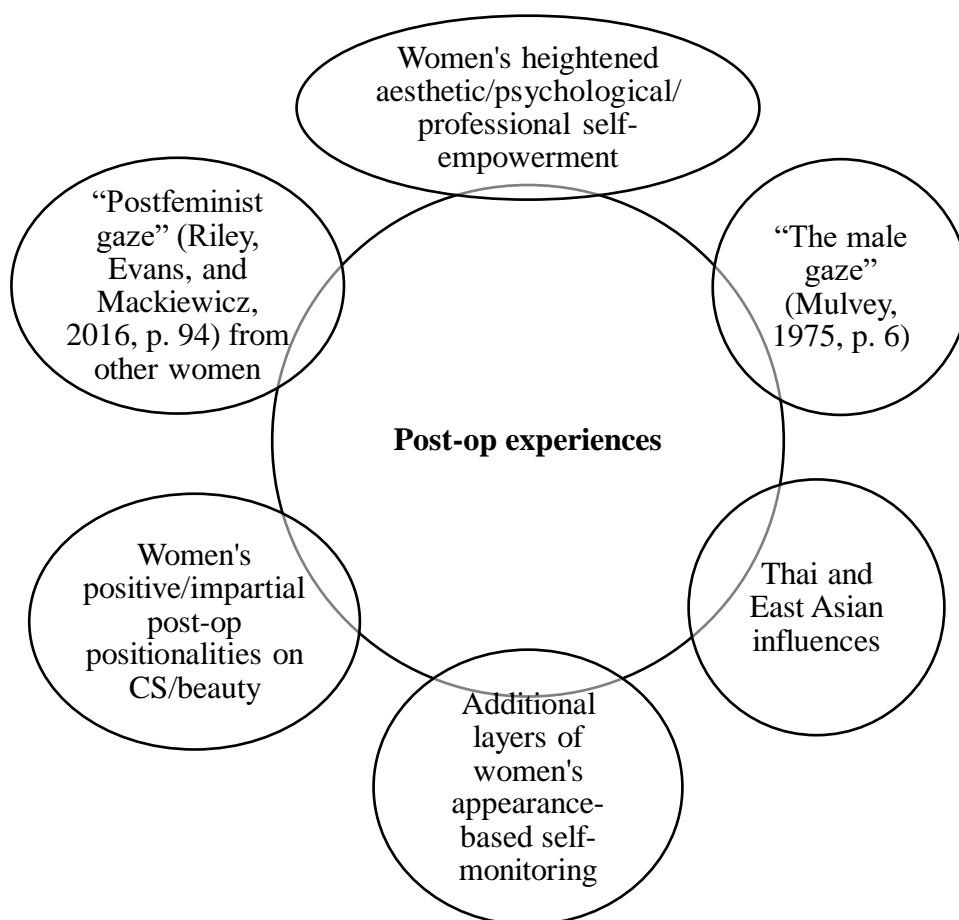 Women's heightened
aesthetic/psychological/
professional self-
empowerment
“Postfeminist
gaze” (Riley,
Evans, and
Mackiewicz,
2016, p. 94) from
other women
“The male
gaze”
(Mulvey,
1975, p. 6)
Post-op experiences
Women's
positive/impartial
post-op
positionalities on
CS/beauty
Thai and
East Asian
influences
Additional
layers of
women's
appearance-
based self-
monitoring